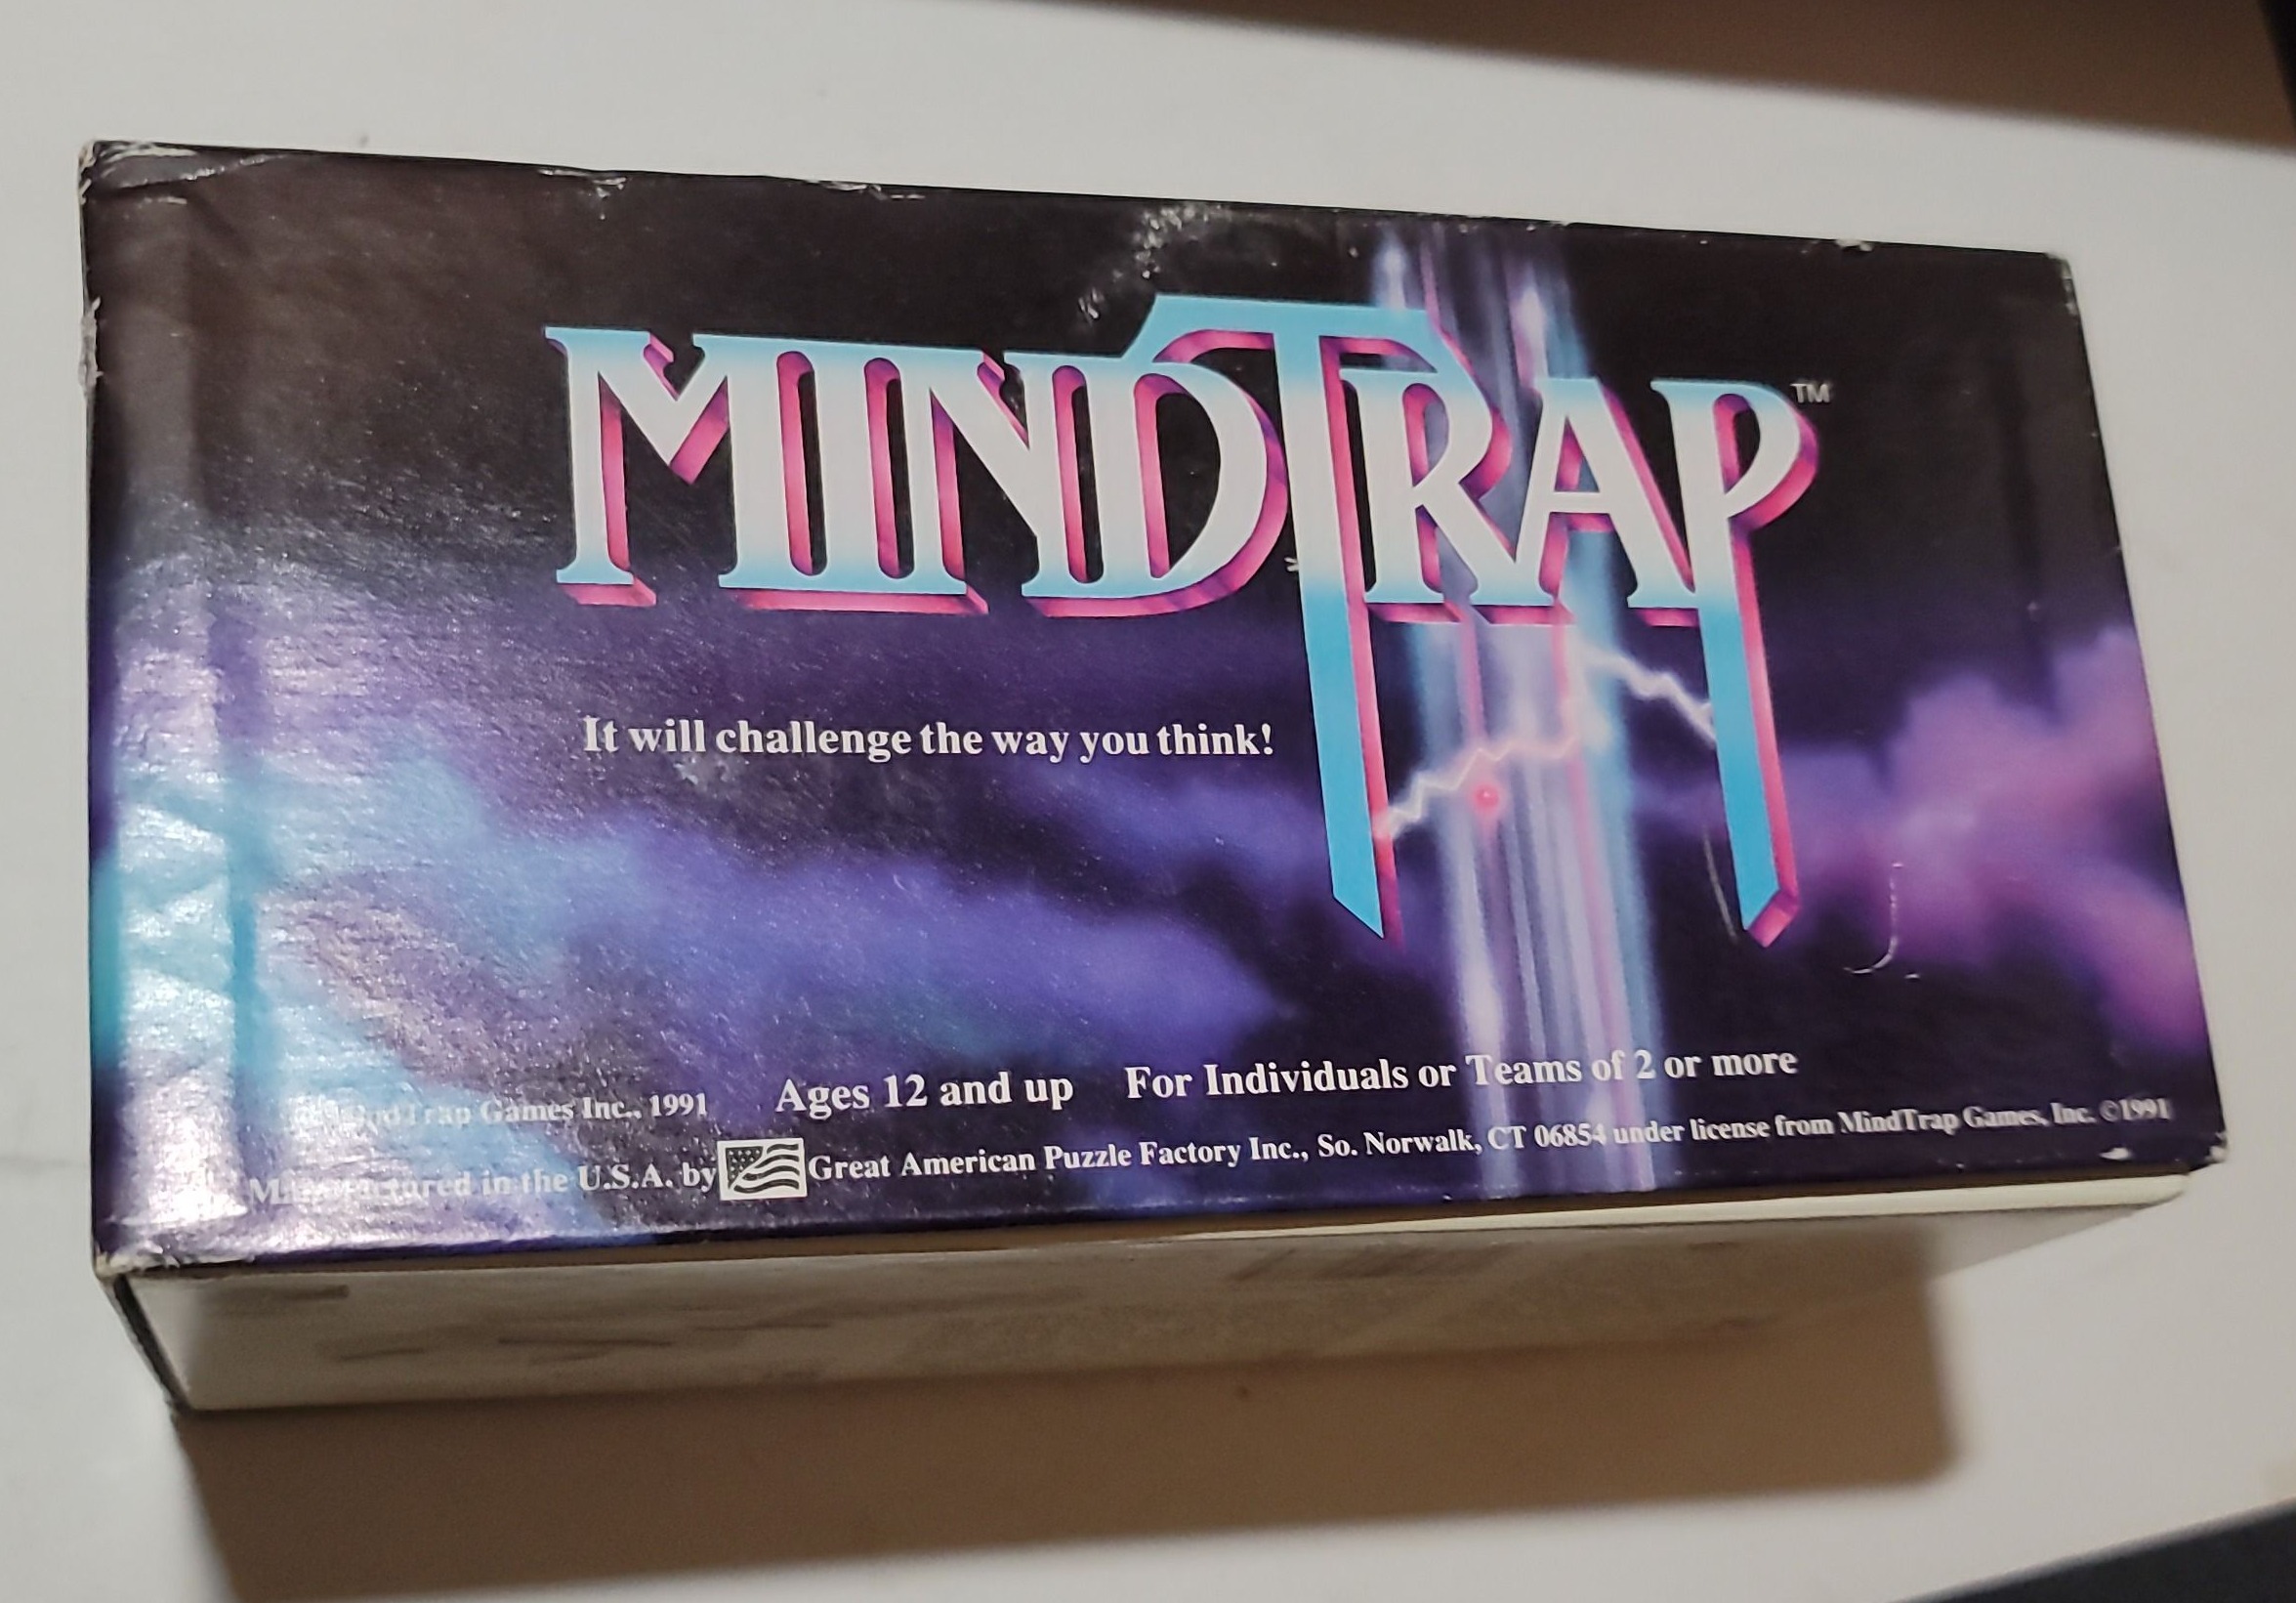 MINDTRAP™
It will challenge the way you think!
MindTrap Games Inc., 1991 Ages 12 and up For Individuals or Teams of 2 or more
Manufactured in the U.S.A. by Great American Puzzle Factory Inc., So. Norwalk, CT 06854 under license from MindTrap Games, Inc. ©1991